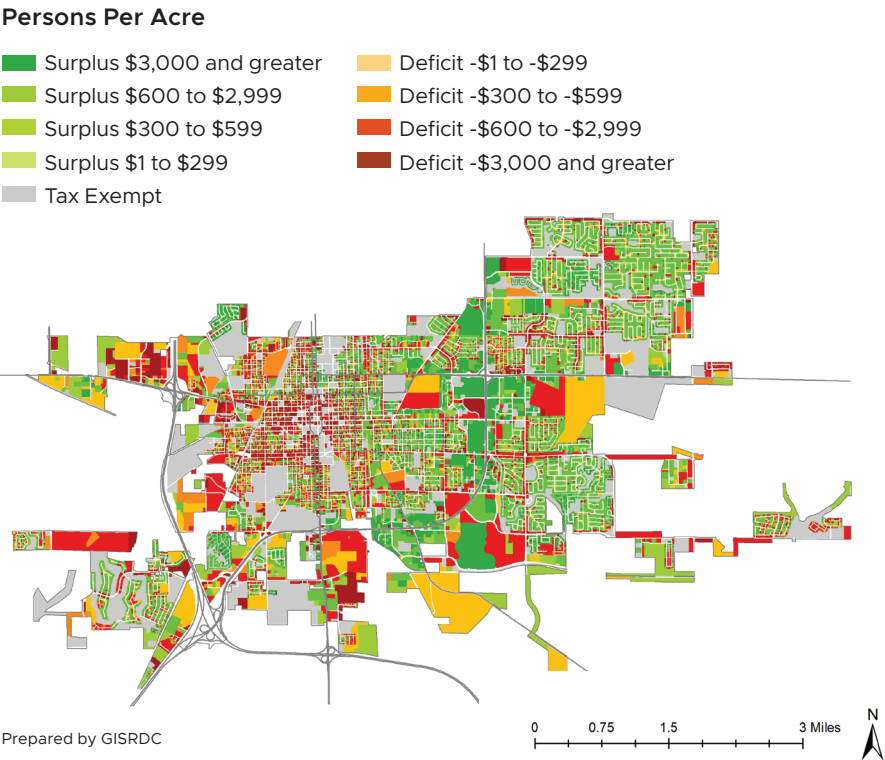 Persons Per Acre
Surplus $3,000 and greater
Surplus $600 to $2,999
Surplus $300 to $599
Surplus $1 to $299
Tax Exempt
Deficit -$1 to -$299
Deficit -$300 to -$599
Deficit -$600 to -$2,999
Deficit -$3,000 and greater
Prepared by GISRDC
0 0.75 1.5 3 Miles
N